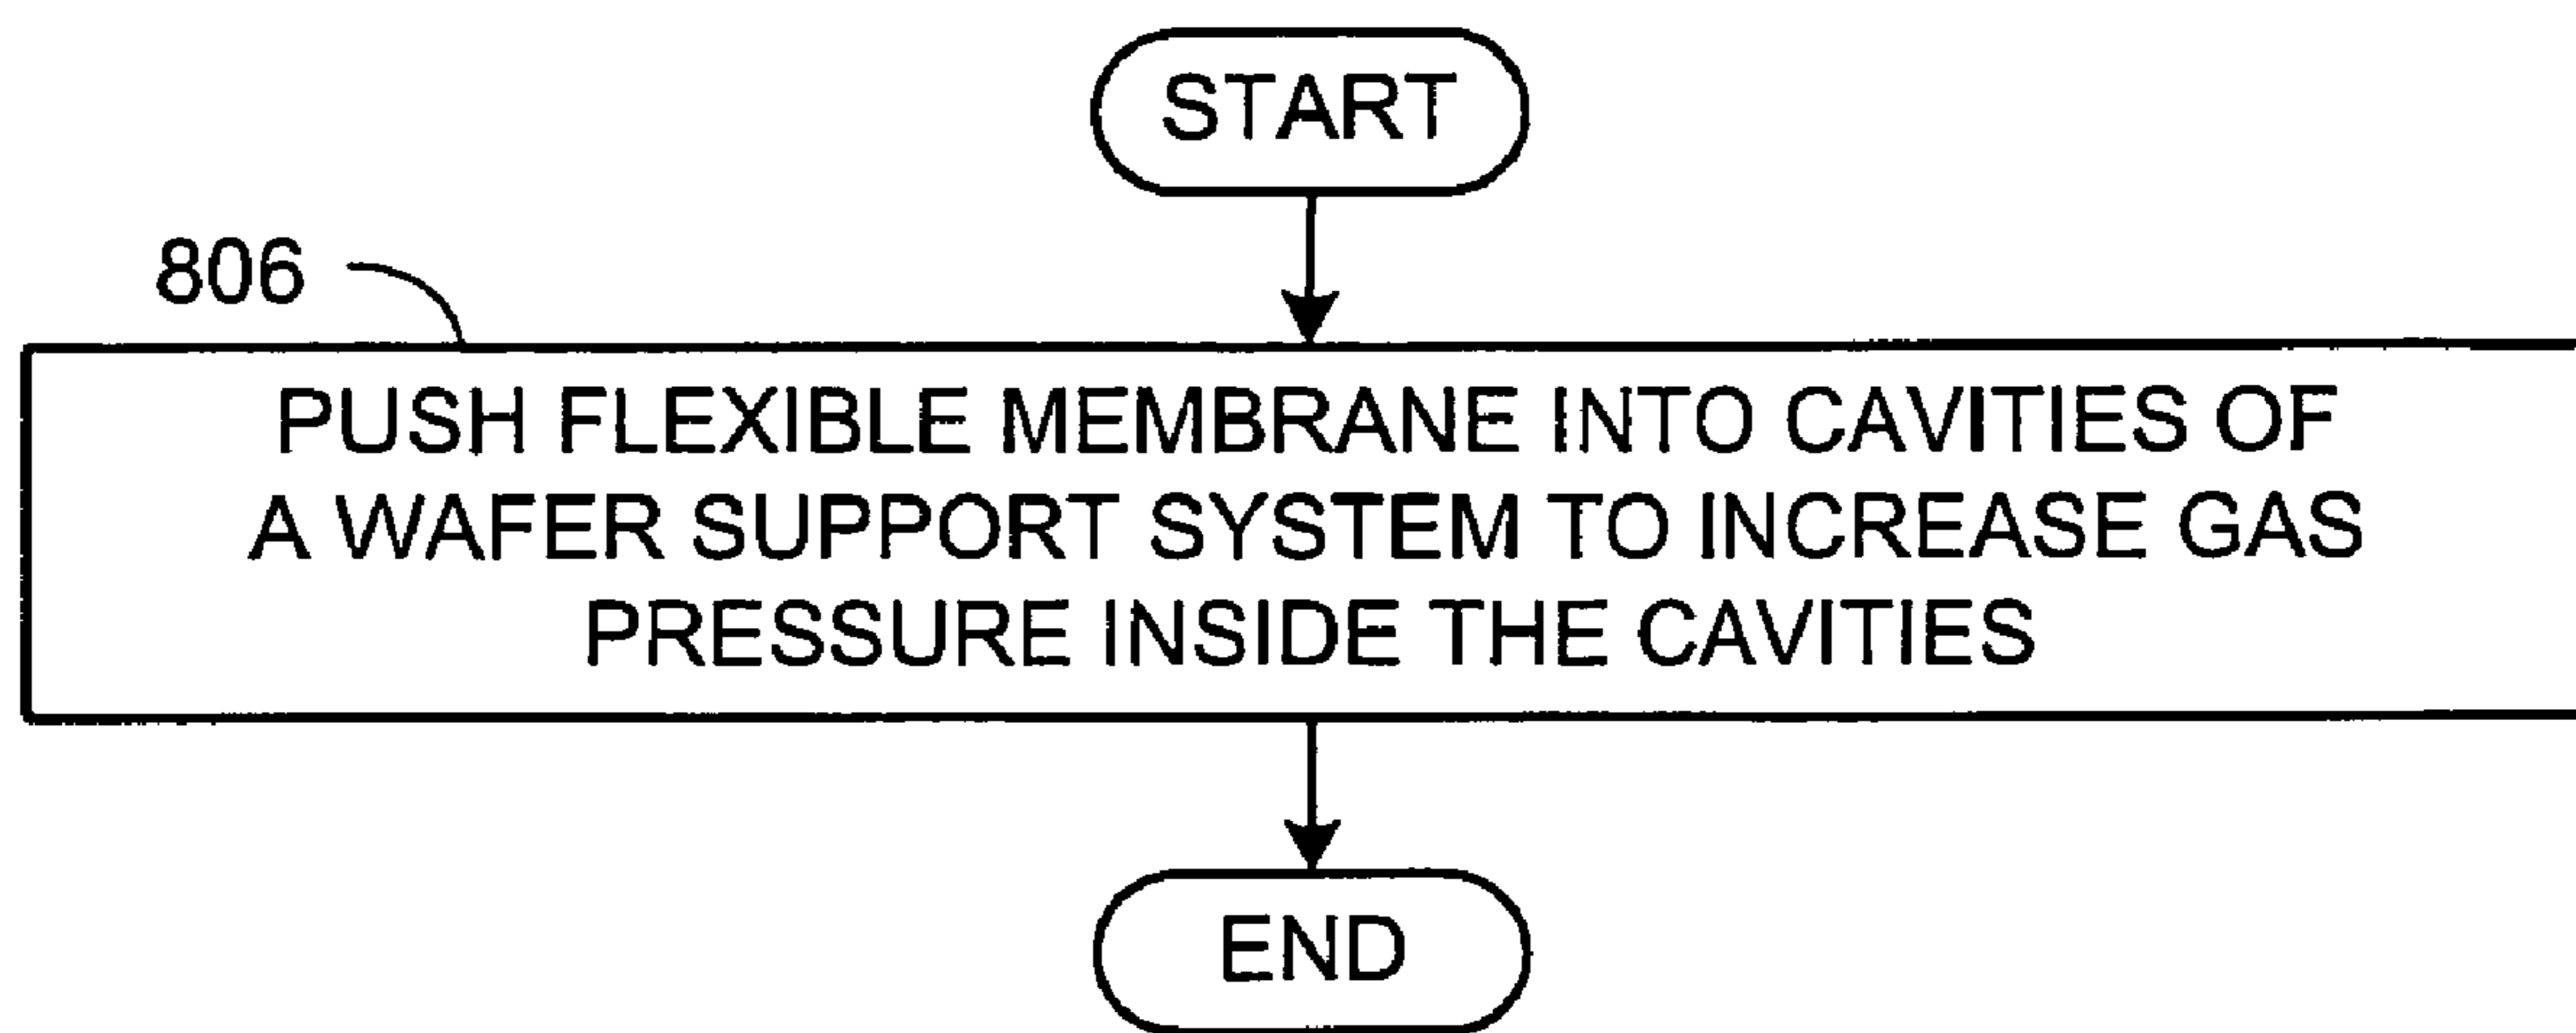 START
806
PUSH FLEXIBLE MEMBRANE INTO CAVITIES OF
A WAFER SUPPORT SYSTEM TO INCREASE GAS
PRESSURE INSIDE THE CAVITIES
END